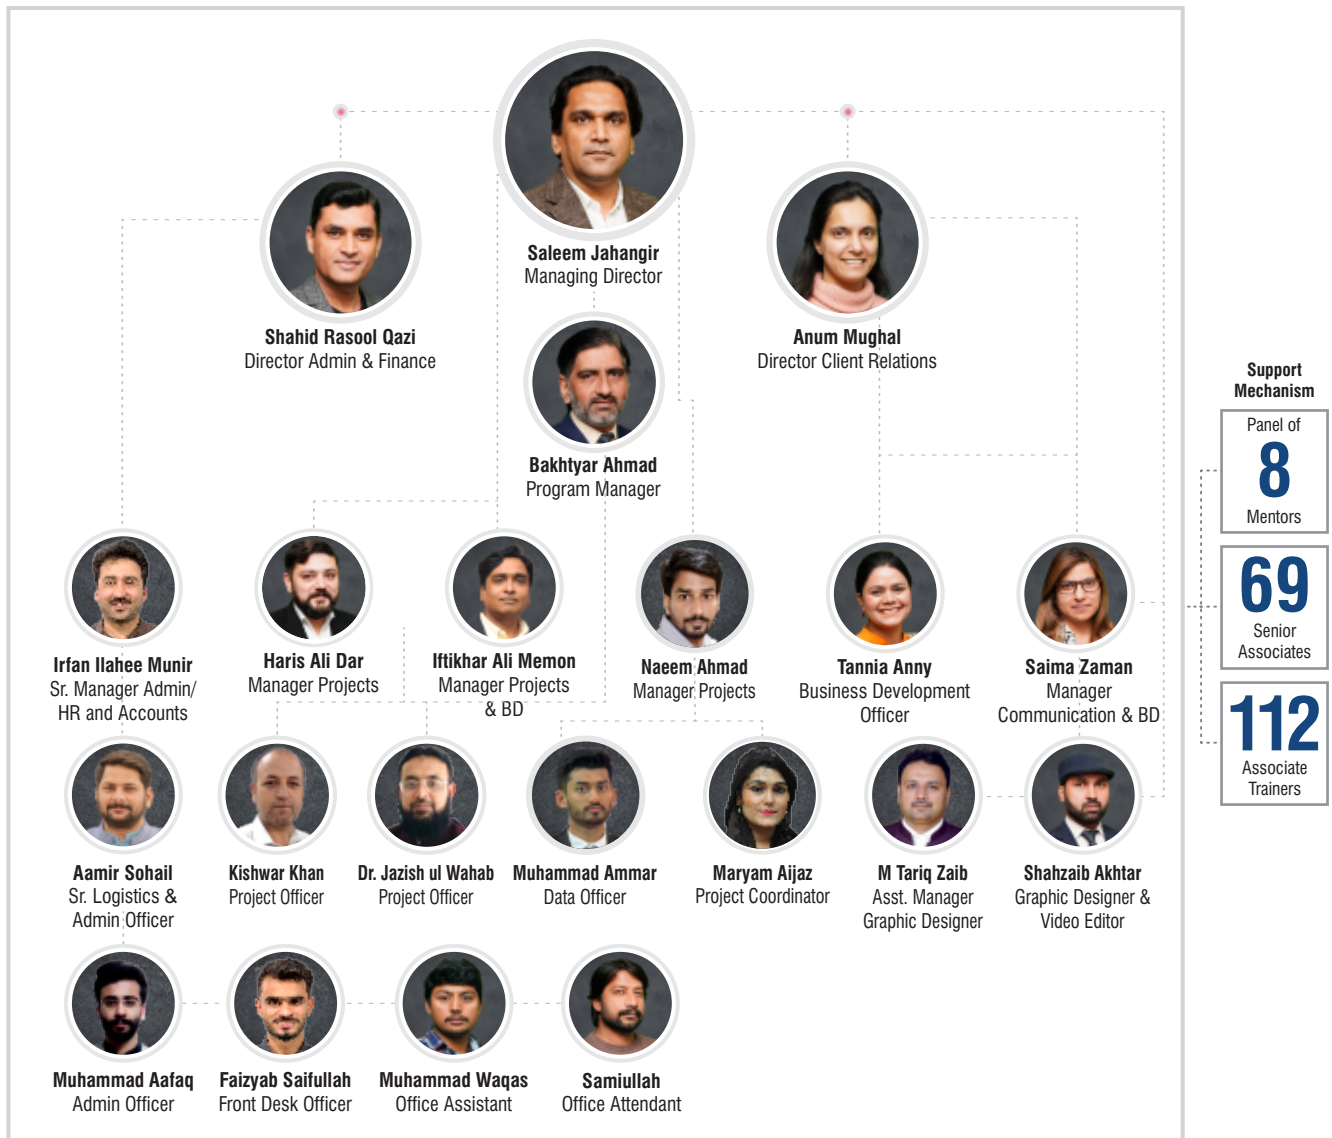 Saleem Jahangir
Managing Director
Shahid Rasool Qazi
Director Admin & Finance
Anum Mughal
Director Client Relations
Bakhtyar Ahmad
Program Manager
Irfan Ilahee Munir
Sr. Manager Admin/
HR and Accounts
Haris Ali Dar
Manager Projects
Iftikhar Ali Memon
Manager Projects
& BD
Naeem Ahmad
Manager Projects
Tannia Anny
Business Development
Officer
Saima Zaman
Manager
Communication & BD
Aamir Sohail
Sr. Logistics &
Admin Officer
Kishwar Khan
Project Officer
Dr. Jazish ul Wahab
Project Officer
Muhammad Ammar
Data Officer
Maryam Aijaz
Project Coordinator
M Tariq Zaib
Asst. Manager
Graphic Designer
Shahzaib Akhtar
Graphic Designer &
Video Editor
Muhammad Aafaq
Admin Officer
Faizyab Saifullah
Front Desk Officer
Muhammad Waqas
Office Assistant
Samiullah
Office Attendant
Support
Mechanism
Panel of
8
Mentors
69
Senior
Associates
112
Associate
Trainers